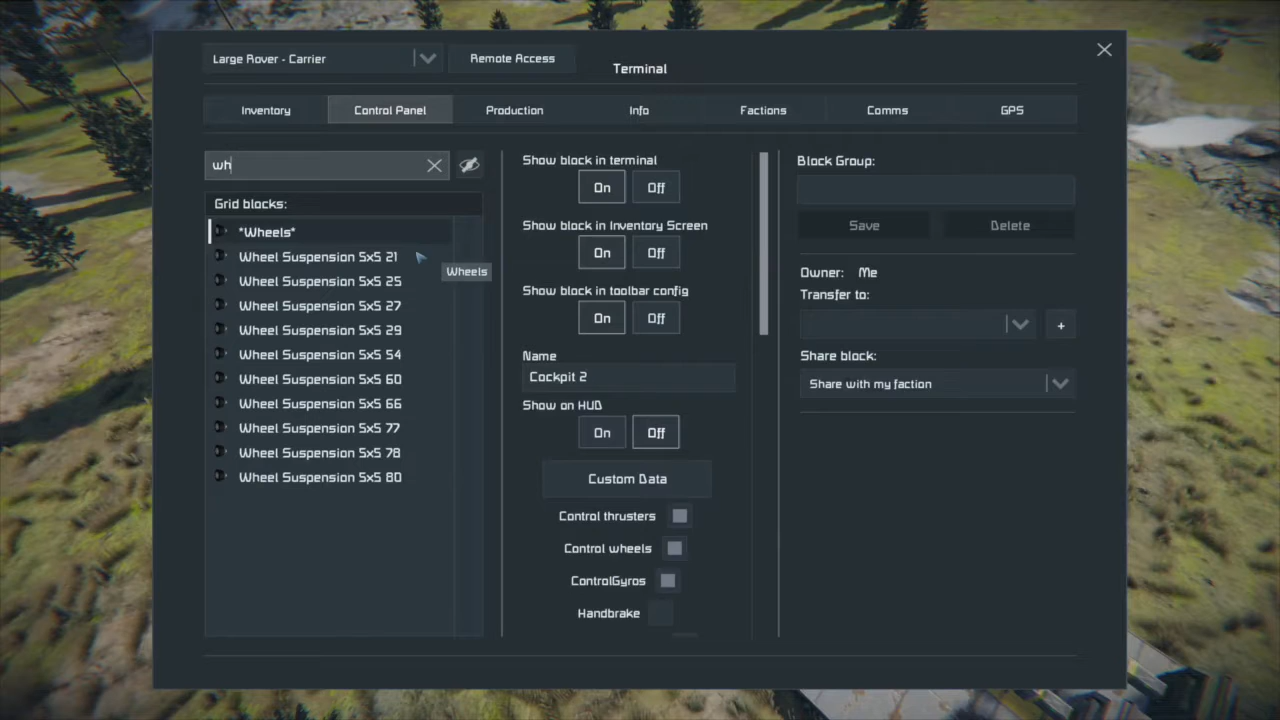 Large Rover - Carrier
Remote Access
Terminal
Inventory
Control Panel
Production
Info
Factions
Comms
GPS
wh
Grid blocks:
*Wheels*
Wheel Suspension 5x5 21
Wheel Suspension 5x5 25
Wheel Suspension 5x5 27
Wheel Suspension 5x5 29
Wheel Suspension 5x5 54
Wheel Suspension 5x5 60
Wheel Suspension 5x5 66
Wheel Suspension 5x5 77
Wheel Suspension 5x5 78
Wheel Suspension 5x5 80
Wheels
Show block in terminal
On Off
Show block in Inventory Screen
On Off
Show block in toolbar config
On Off
Name
Cockpit 2
Show on HUD
On Off
Custom Data
Control thrusters
Control wheels
ControlGyros
Handbrake
Block Group:
Save Delete
Owner: Me
Transfer to:
+
Share block:
Share with my faction